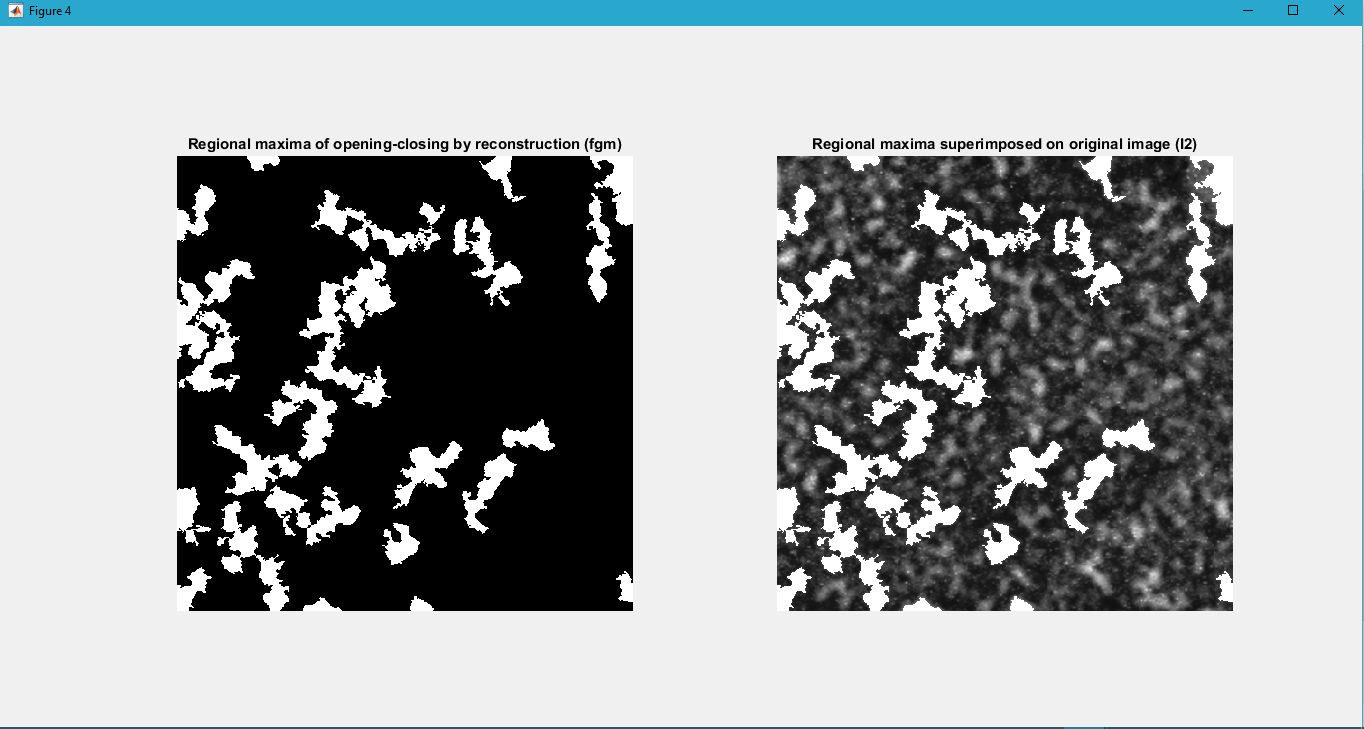 Figure 4
Regional maxima of opening-closing by reconstruction (fgm)
Regional maxima superimposed on original image (I2)